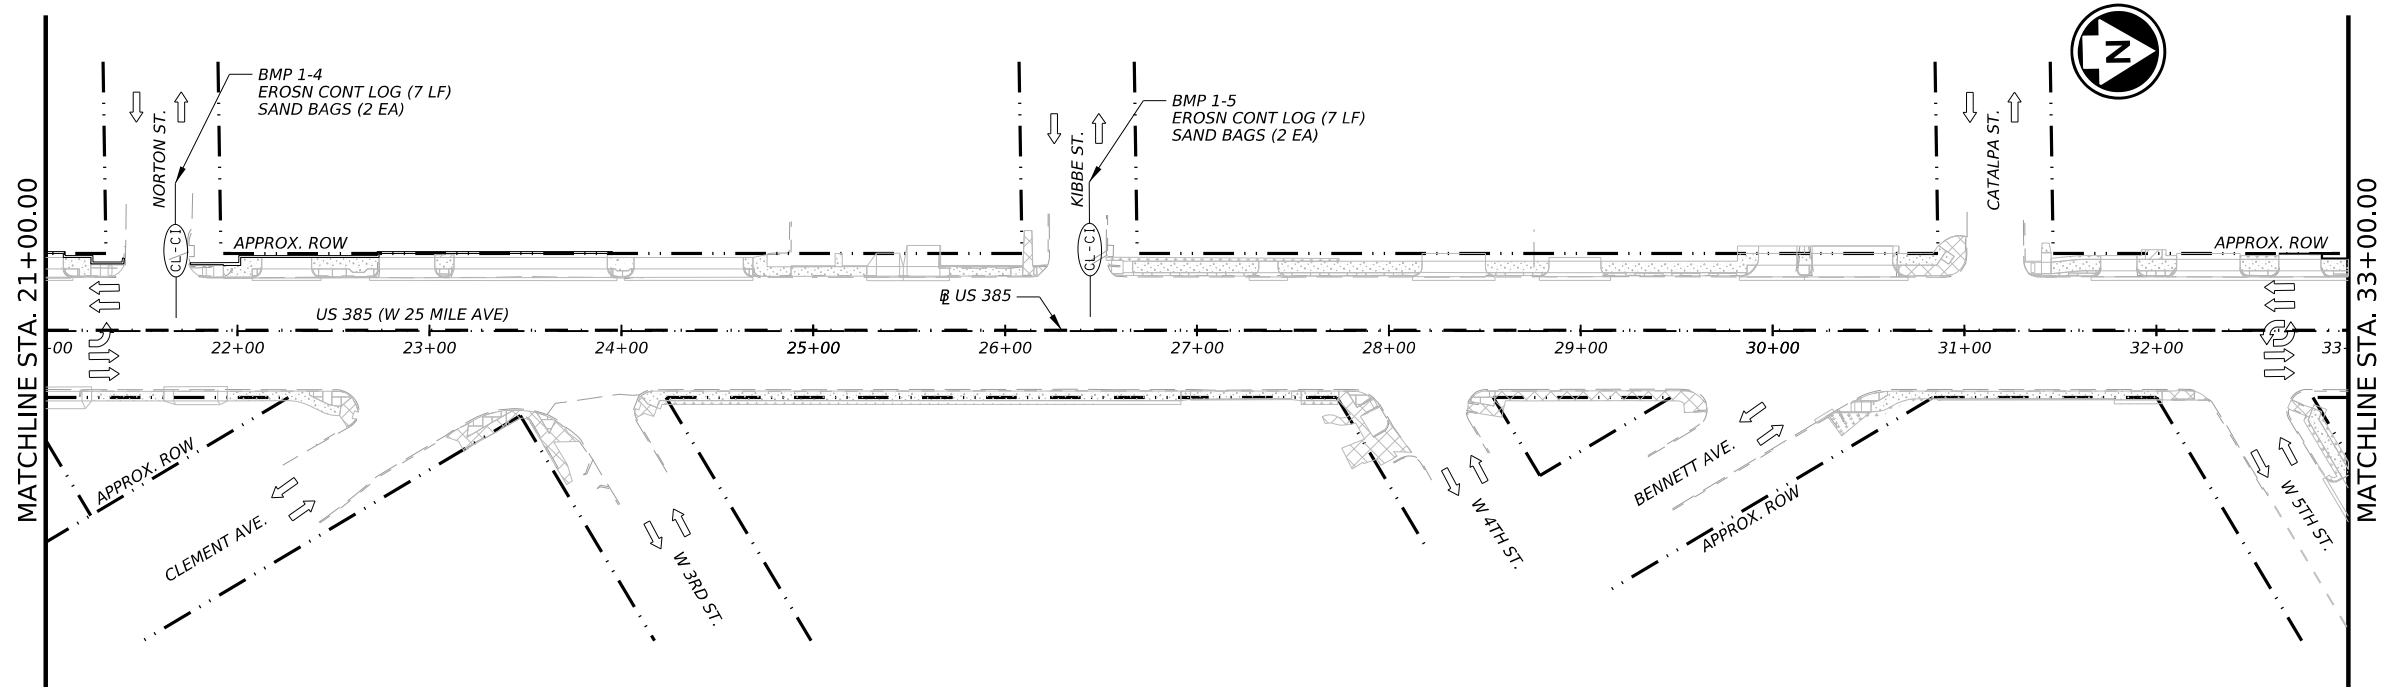 N
BMP 1-4
EROSN CONT LOG (7 LF)
SAND BAGS (2 EA)
BMP 1-5
EROSN CONT LOG (7 LF)
SAND BAGS (2 EA)
NORTON ST.
KIBBE ST.
CATALPA ST.
MATCHLINE STA. 21+00.00
MATCHLINE STA. 33+00.00
CL-CI
APPROX. ROW
CL-CI
APPROX. ROW
BL US 385
US 385 (W 25 MILE AVE)
-00
22+00
23+00
24+00
25+00
26+00
27+00
28+00
29+00
30+00
31+00
32+00
33-
APPROX. ROW
CLEMENT AVE.
W 3RD ST.
W 4TH ST.
BENNETT AVE.
APPROX. ROW
W 5TH ST.